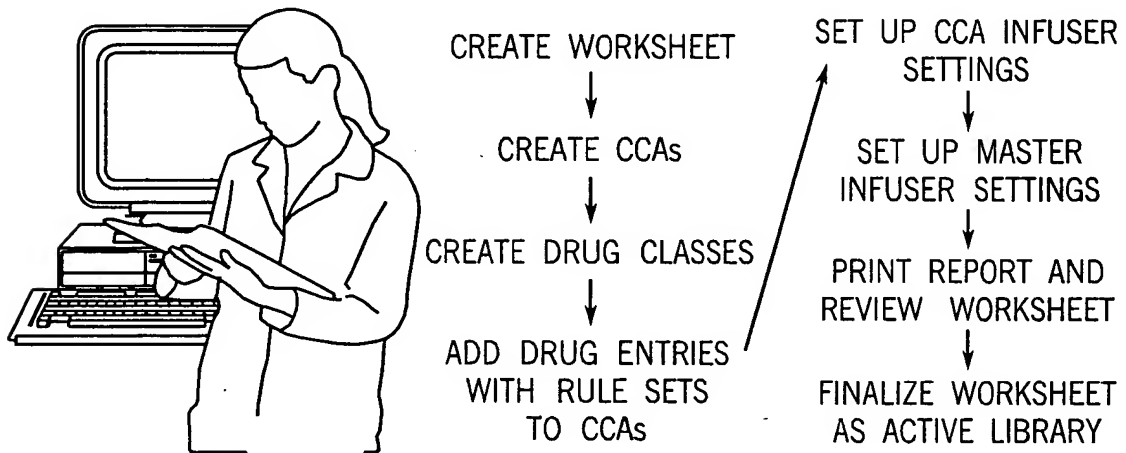 CREATE WORKSHEET
CREATE CCAs
CREATE DRUG CLASSES
ADD DRUG ENTRIES
WITH RULE SETS
TO CCAs
SET UP CCA INFUSER
SETTINGS
SET UP MASTER
INFUSER SETTINGS
PRINT REPORT AND
REVIEW WORKSHEET
FINALIZE WORKSHEET
AS ACTIVE LIBRARY